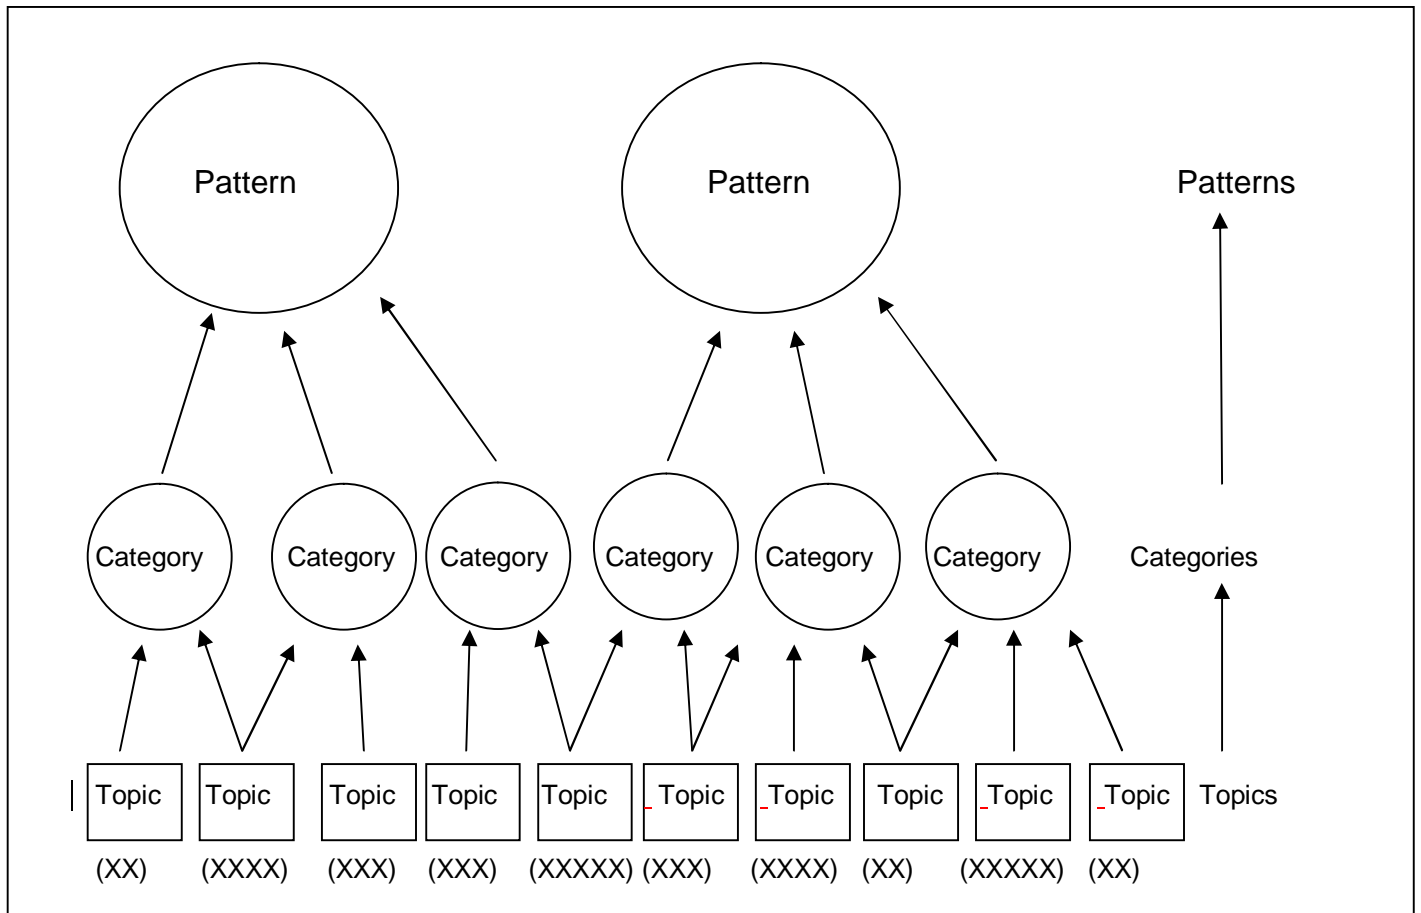 Pattern Pattern Patterns
Category Category Category Category Category Category Categories
Topic Topic Topic Topic Topic Topic Topic Topic Topic Topic Topics
(XX) (XXXX) (XXX) (XXX) (XXXXX) (XXX) (XXXX) (XX) (XXXXX) (XX)